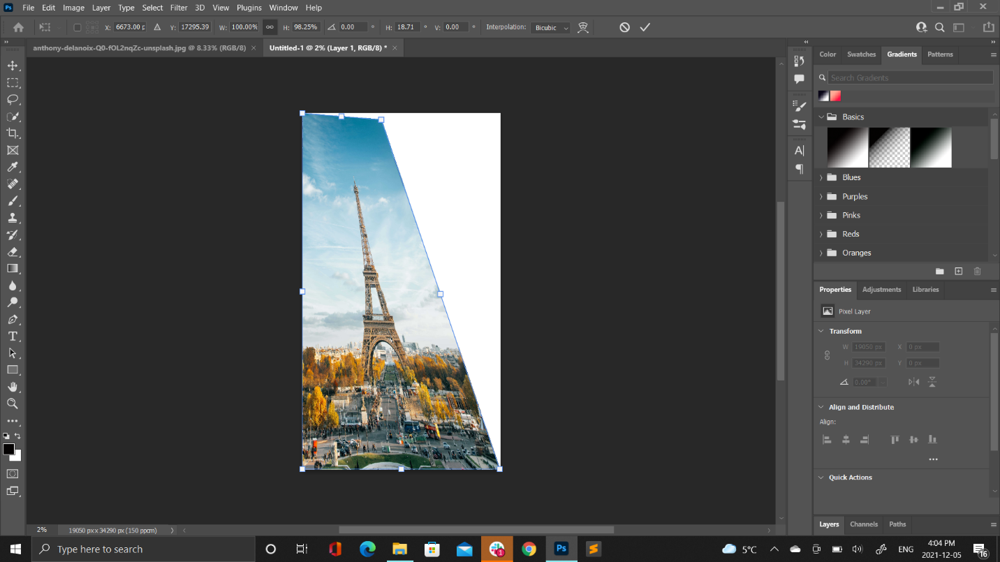 Ps File Edit Image Layer Type Select Filter 3D View Plugins Window Help
X: 6673.00 p Y: 17295.39 W: 100.00% H: 98.25% 0.00 ° H: 18.71 ° V: 0.00 ° Interpolation: Bicubic
anthony-delanoix-Q0-fOL2nqZc-unsplash.jpg @ 8.33% (RGB/8) × Untitled-1 @ 2% (Layer 1, RGB/8) * ×
Color Swatches Gradients Patterns
Search Gradients
Basics
Blues
Purples
Pinks
Reds
Oranges
Properties Adjustments Libraries
Pixel Layer
Transform
W 19050 px X 0 px
H 34290 px Y 0 px
0.00°
Align and Distribute
Align:
Quick Actions
Layers Channels Paths
2% 19050 px x 34290 px (150 ppcm)
Type here to search
1
Ps
5°C
ENG
4:04 PM
2021-12-05
16